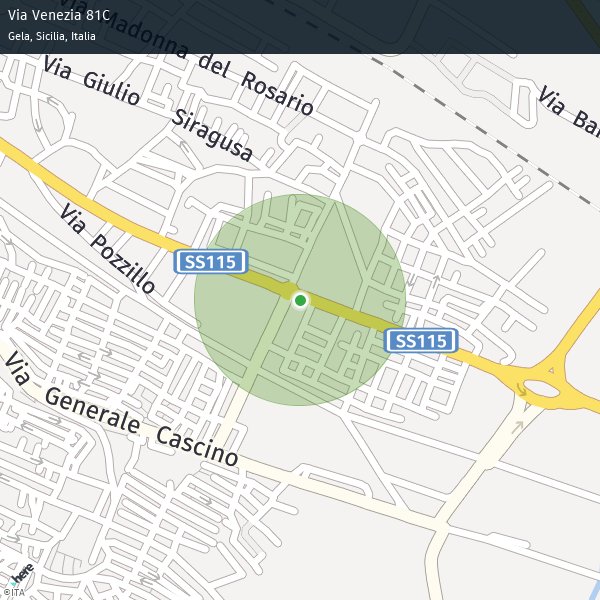 Via Venezia 81C
Gela, Sicilia, Italia
Via Madonna del Rosario
Via Giulio Siragusa
Via Bar
Via Pozzillo
SS115
SS115
Via Generale Cascino
here
©ITA